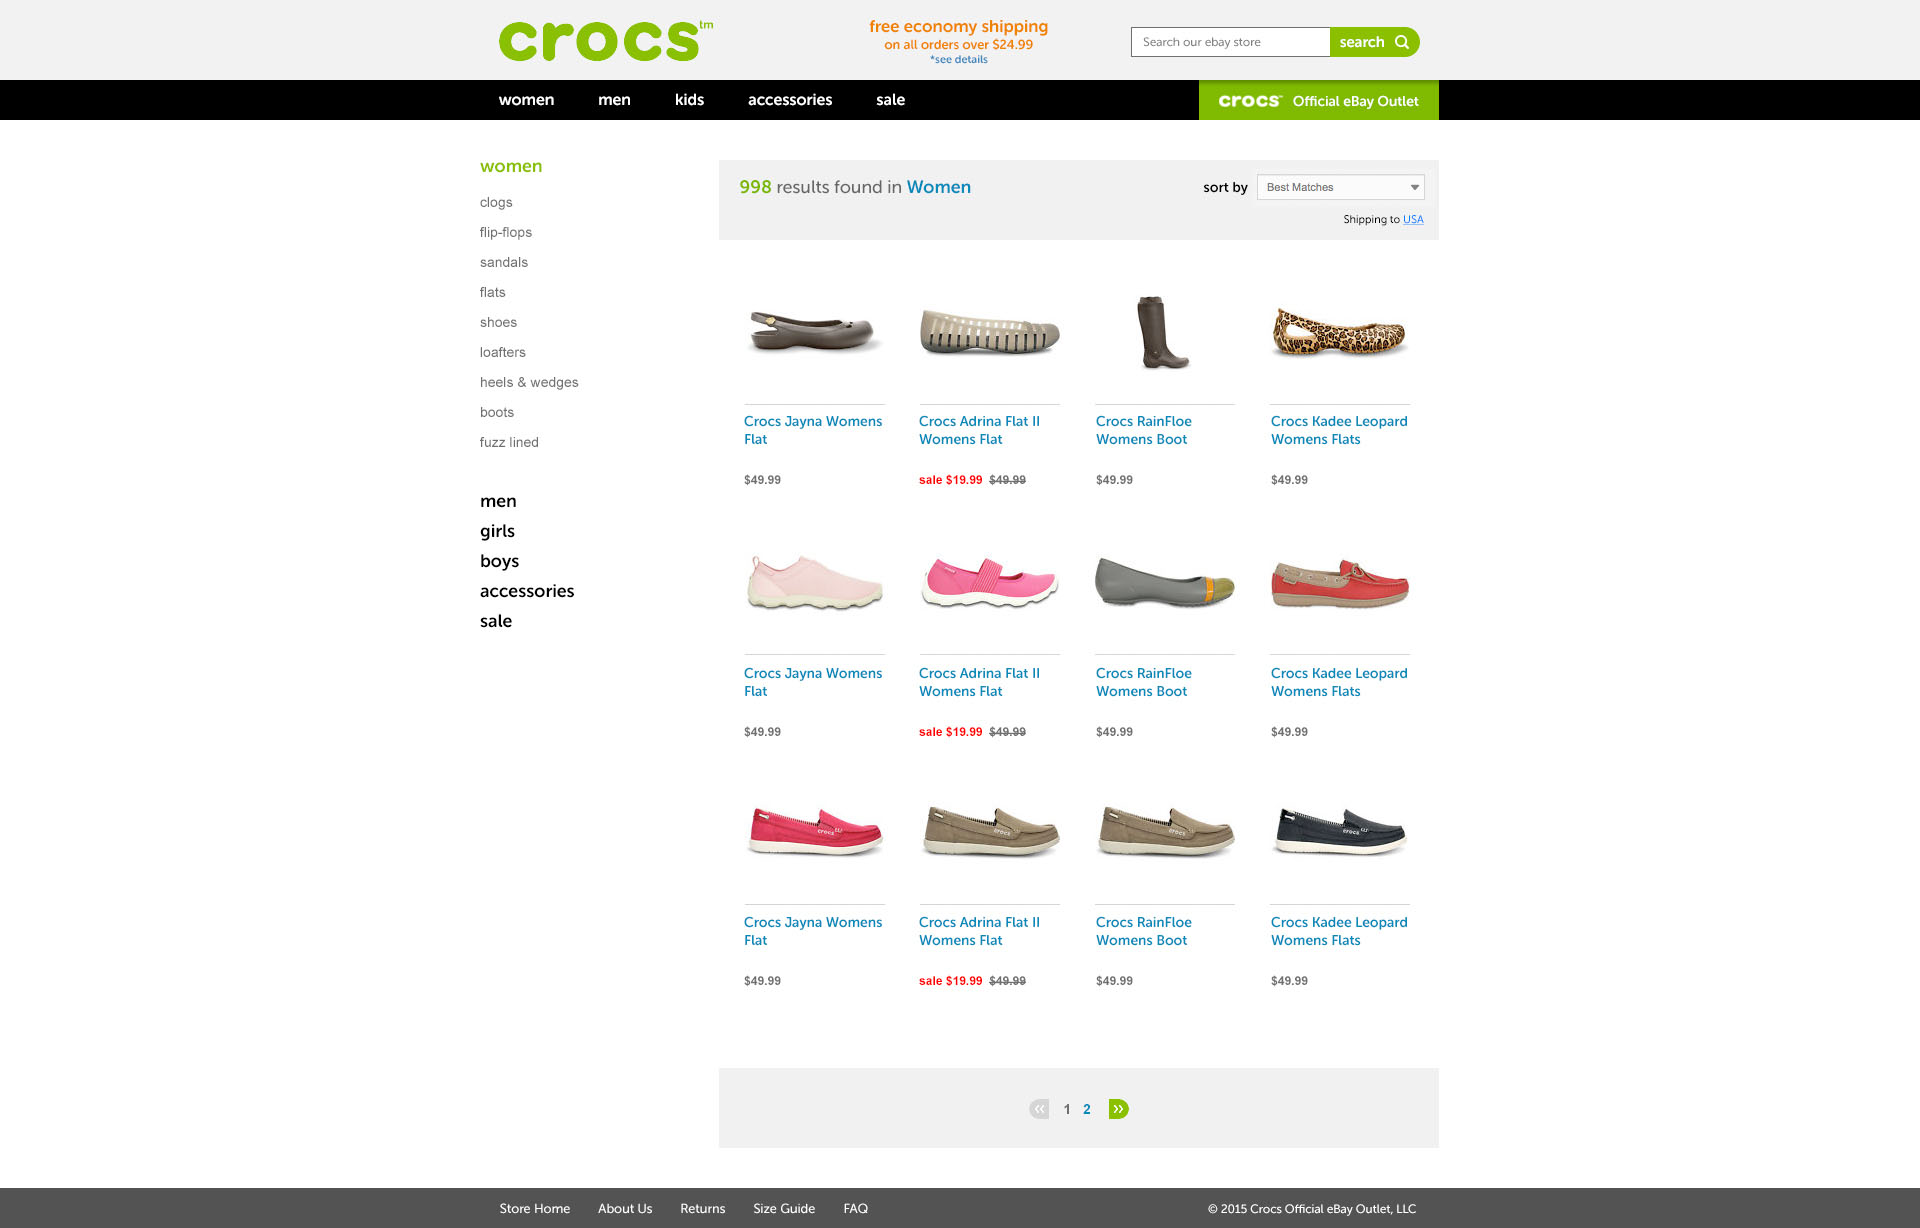 crocs™
free economy shipping
on all orders over $24.99
*see details
Search our ebay store
search
women men kids accessories sale
crocs™ Official eBay Outlet
women
clogs
flip-flops
sandals
flats
shoes
loafters
heels & wedges
boots
fuzz lined
men
girls
boys
accessories
sale
998 results found in Women
sort by Best Matches
Shipping to USA
Crocs Jayna Womens
Flat
$49.99
Crocs Adrina Flat II
Womens Flat
sale $19.99 $49.99
Crocs RainFloe
Womens Boot
$49.99
Crocs Kadee Leopard
Womens Flats
$49.99
Crocs Jayna Womens
Flat
$49.99
Crocs Adrina Flat II
Womens Flat
sale $19.99 $49.99
Crocs RainFloe
Womens Boot
$49.99
Crocs Kadee Leopard
Womens Flats
$49.99
crocs
crocs
crocs
crocs
Crocs Jayna Womens
Flat
$49.99
Crocs Adrina Flat II
Womens Flat
sale $19.99 $49.99
Crocs RainFloe
Womens Boot
$49.99
Crocs Kadee Leopard
Womens Flats
$49.99
« 1 2 »
Store Home About Us Returns Size Guide FAQ
© 2015 Crocs Official eBay Outlet, LLC